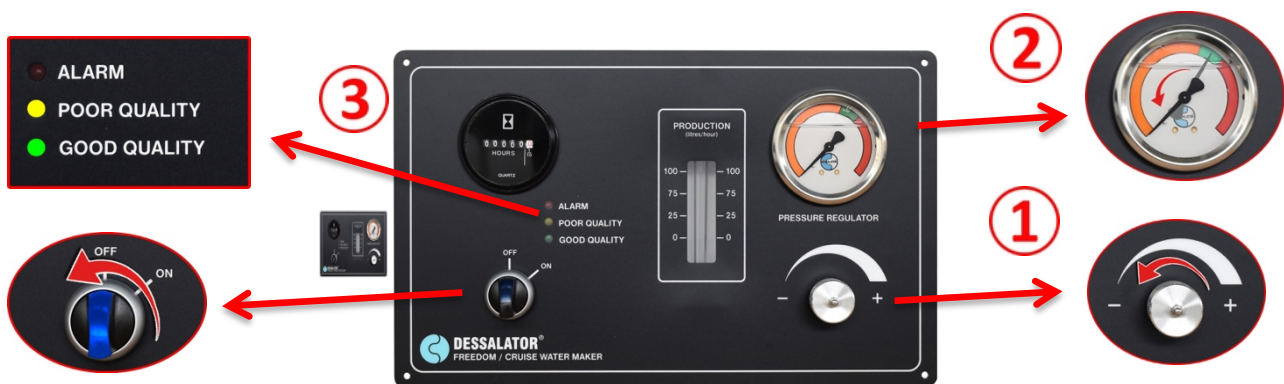 ALARM
POOR QUALITY
GOOD QUALITY
3
2
HOURS
QUARTZ
ALARM
POOR QUALITY
GOOD QUALITY
PRODUCTION
(litres/hour)
100 100
75 75
25 25
0 0
PRESSURE REGULATOR
1
OFF
ON
OFF
ON
- +
- +
DESSALATOR®
FREEDOM / CRUISE WATER MAKER